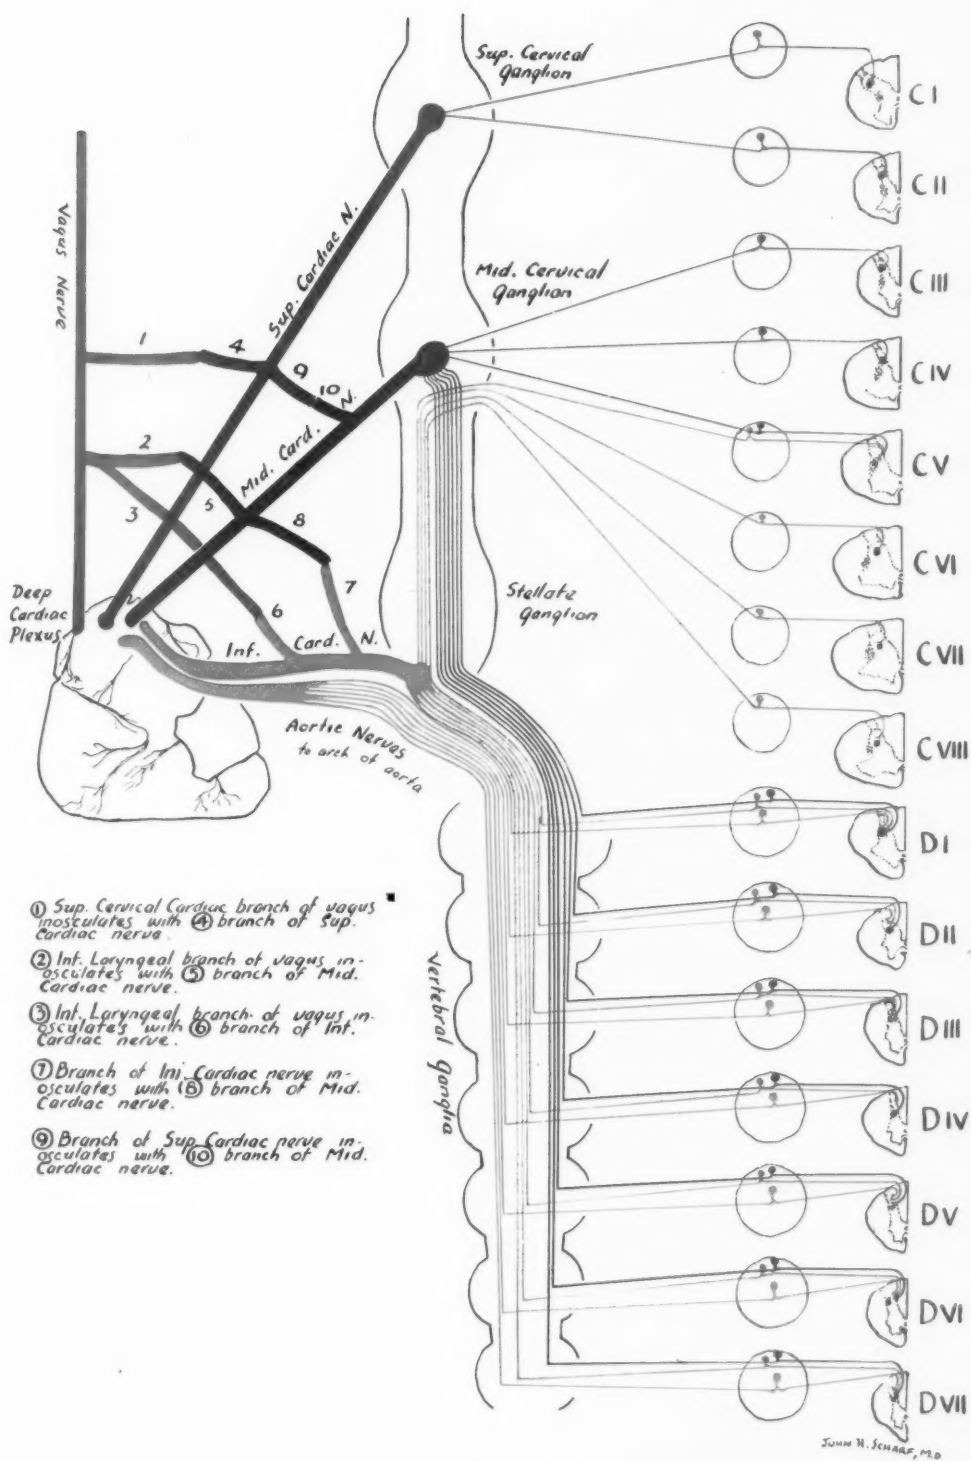 Sup. Cervical
Ganglion
C I
C II
Vagus Nerve
Sup. Cardiac N.
Mid. Cervical
Ganglion
C III
1
4
9
10
C IV
2
Mid. Card. N.
3
5
8
C V
7
C VI
Deep
Cardiac
Plexus
6
Stellate
Ganglion
Inf. Card. N.
C VII
Aortic Nerves
to arch of aorta
C VIII
D I
① Sup. Cervical Cardiac branch of vagus
inosculates with ④ branch of Sup.
Cardiac nerve.
② Inf. Laryngeal branch of vagus in-
osculates with ⑤ branch of Mid.
Cardiac nerve.
③ Inf. Laryngeal branch of vagus in-
osculates with ⑥ branch of Inf.
Cardiac nerve.
⑦ Branch of Inf. Cardiac nerve in-
osculates with ⑧ branch of Mid.
Cardiac nerve.
⑨ Branch of Sup. Cardiac nerve in-
osculates with ⑩ branch of Mid.
Cardiac nerve.
Vertebral Ganglia
D II
D III
D IV
D V
D VI
D VII
JOHN H. SCHARF, M.D